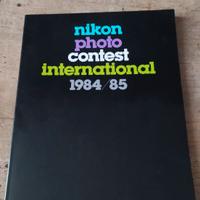 nikon
photo
contest
international
1984/85